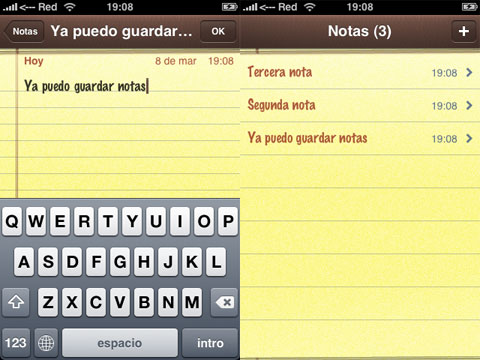 <-- Red 19:08
Notas Ya puedo guardar... OK
Hoy 8 de mar 19:08
Ya puedo guardar notas
Q W E R T Y U I O P
A S D F G H J K L
Z X C V B N M
123 espacio intro
<-- Red 19:08
Notas (3) +
Tercera nota 19:08
Segunda nota 19:08
Ya puedo guardar notas 19:08